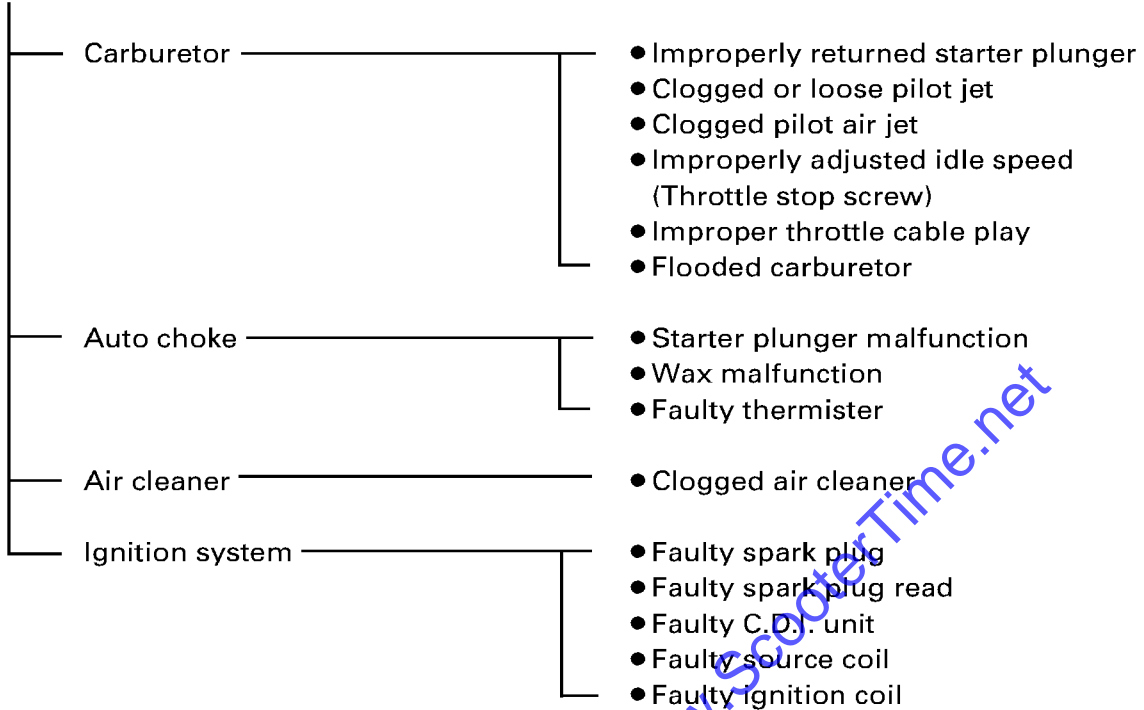 Carburetor
● Improperly returned starter plunger
● Clogged or loose pilot jet
● Clogged pilot air jet
● Improperly adjusted idle speed
(Throttle stop screw)
● Improper throttle cable play
● Flooded carburetor
Auto choke
● Starter plunger malfunction
● Wax malfunction
● Faulty thermister
Air cleaner
● Clogged air cleaner
Ignition system
● Faulty spark plug
● Faulty spark plug read
● Faulty C.D.I. unit
● Faulty source coil
● Faulty ignition coil
.ScooterTime.net